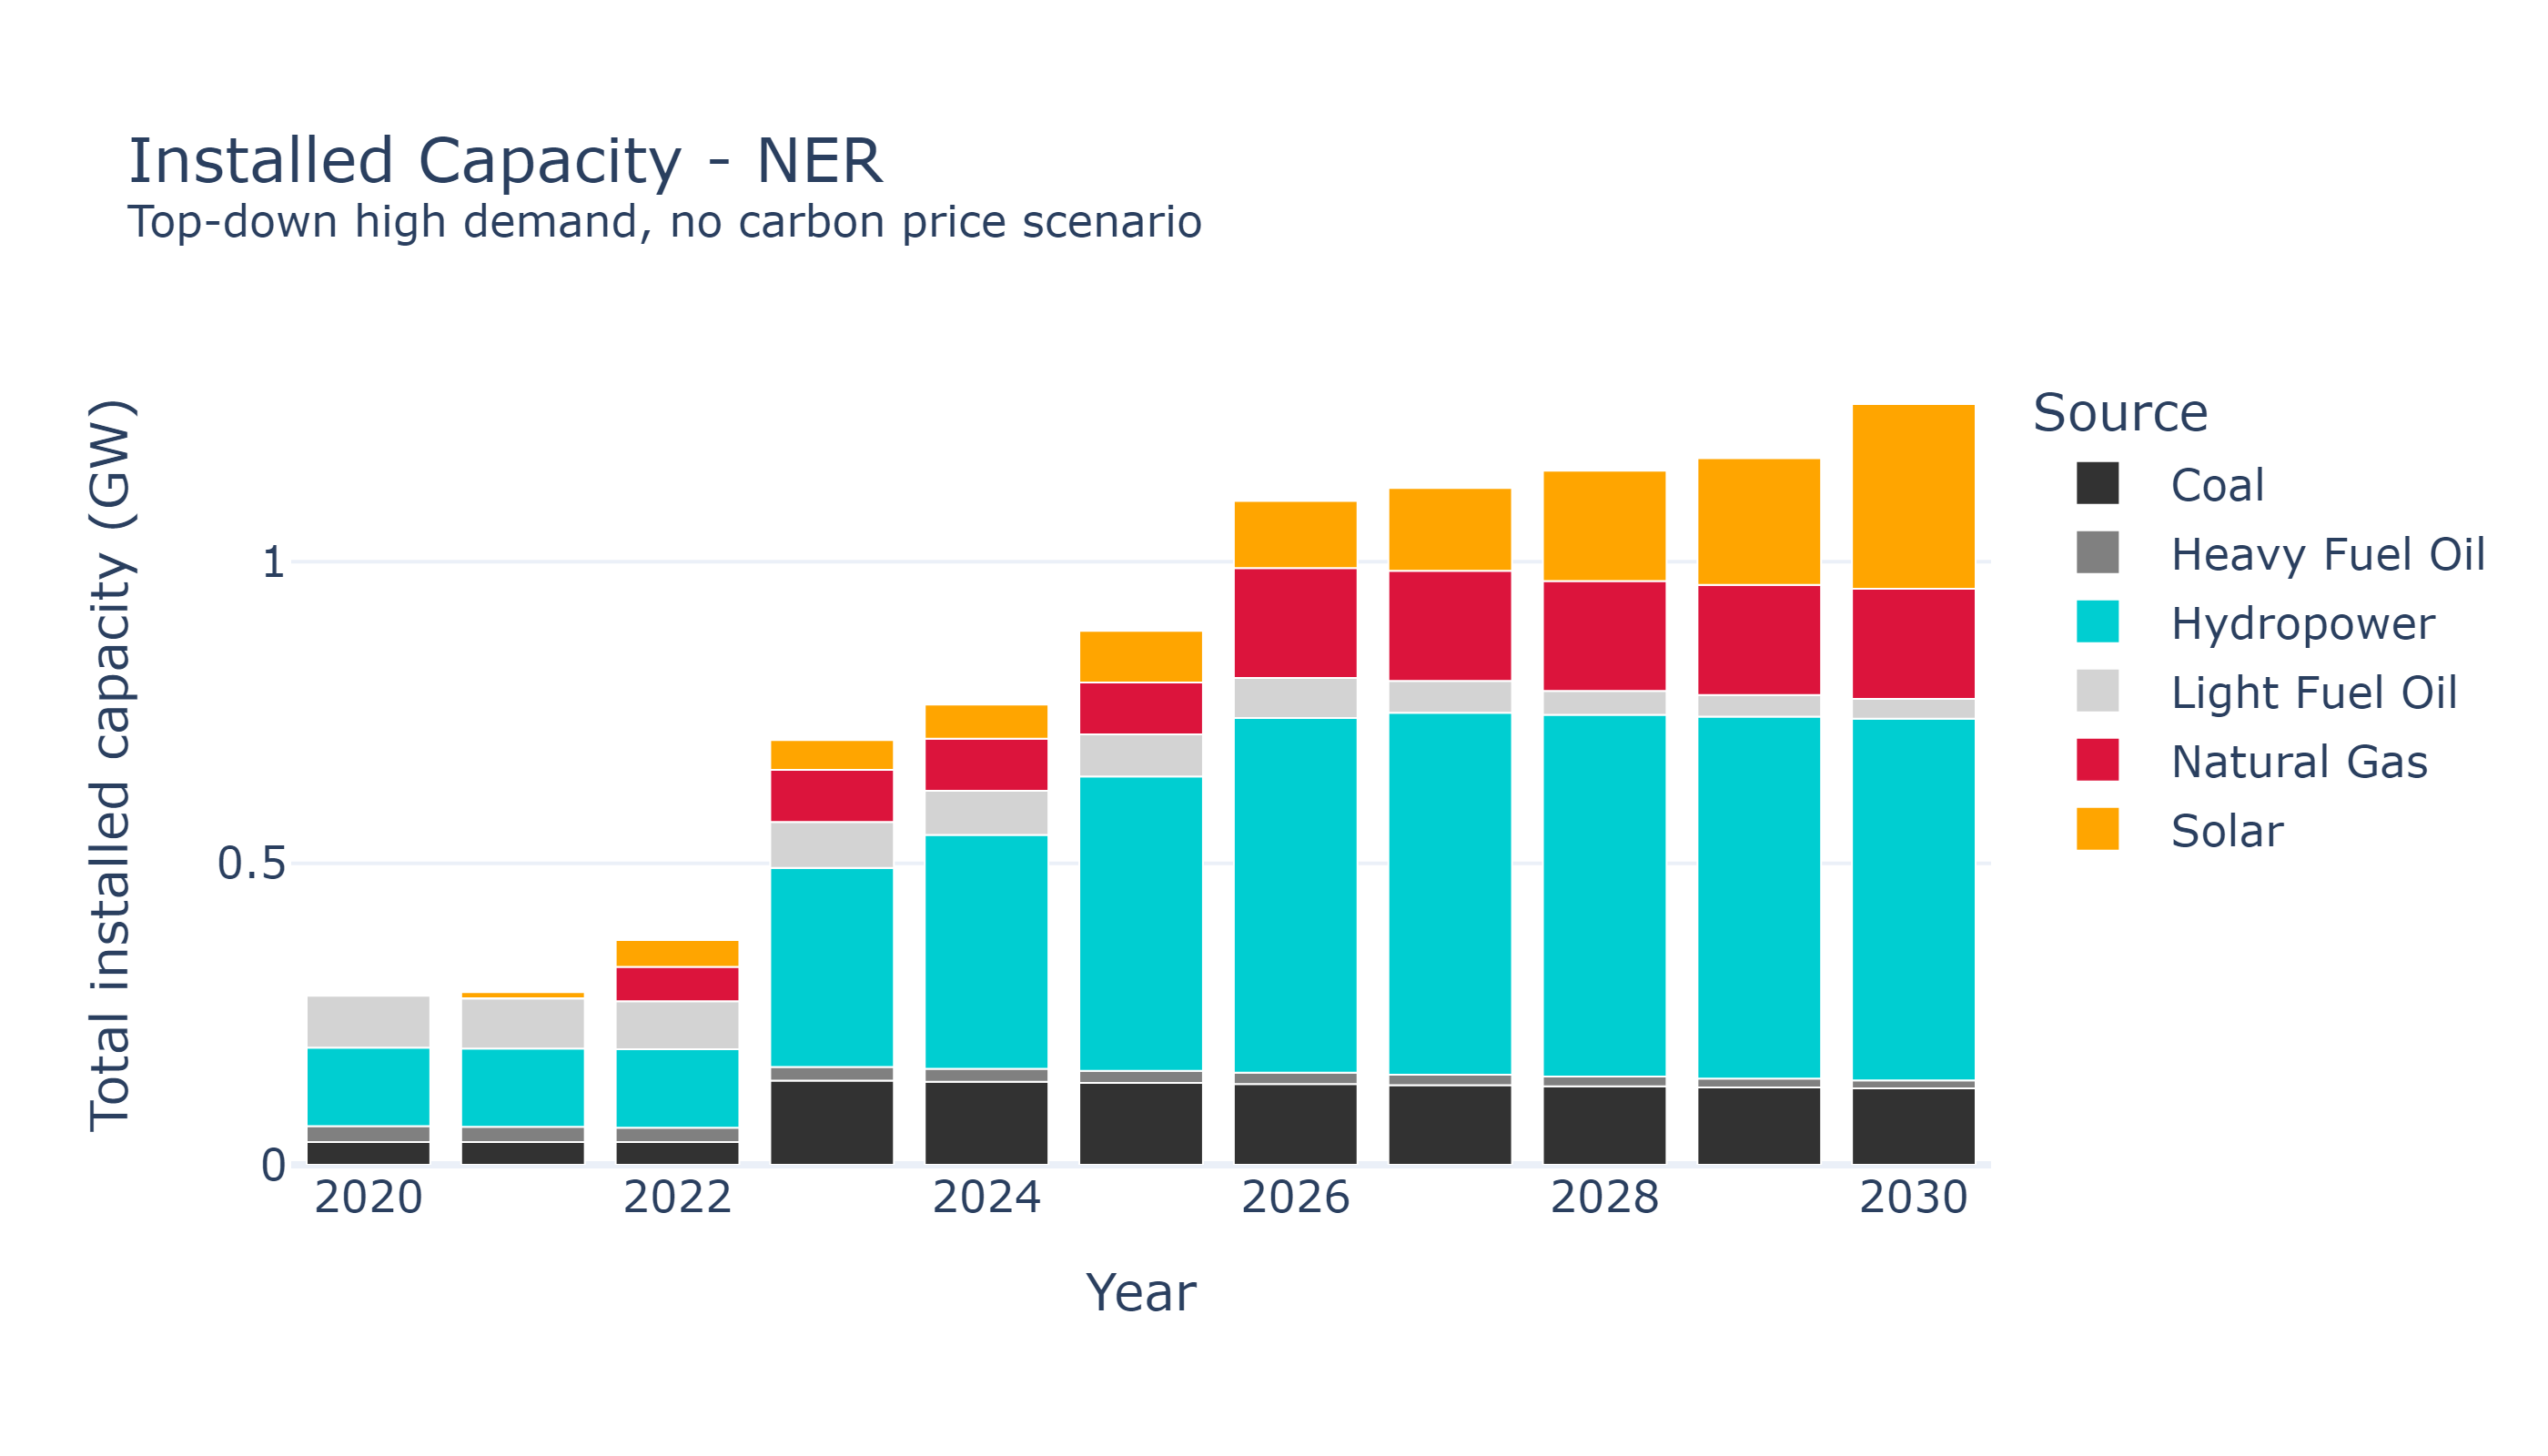 Installed Capacity - NER
Top-down high demand, no carbon price scenario
Total installed capacity (GW)
1
0.5
0
2020 2022 2024 2026 2028 2030
Year
Source
Coal
Heavy Fuel Oil
Hydropower
Light Fuel Oil
Natural Gas
Solar